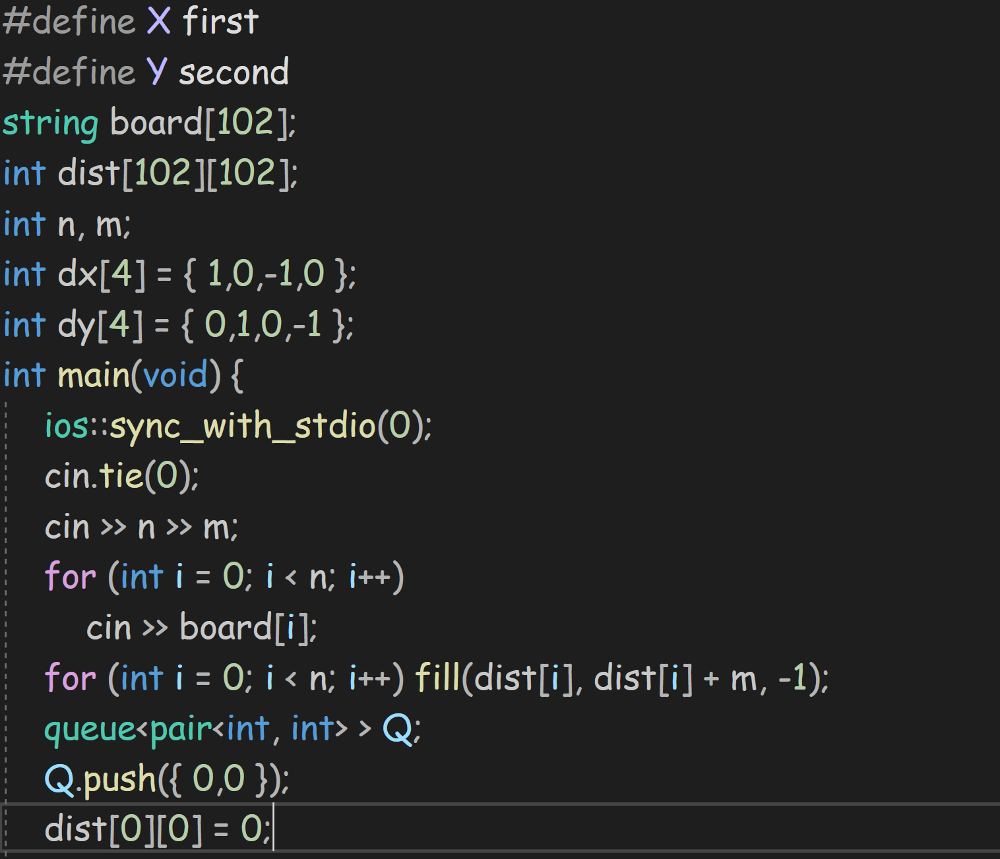 #define X first
#define Y second
string board[102];
int dist[102][102];
int n, m;
int dx[4] = { 1,0,-1,0 };
int dy[4] = { 0,1,0,-1 };
int main(void) {
ios::sync_with_stdio(0);
cin.tie(0);
cin >> n >> m;
for (int i = 0; i < n; i++)
cin >> board[i];
for (int i = 0; i < n; i++) fill(dist[i], dist[i] + m, -1);
queue<pair<int, int> > Q;
Q.push({ 0,0 });
dist[0][0] = 0;